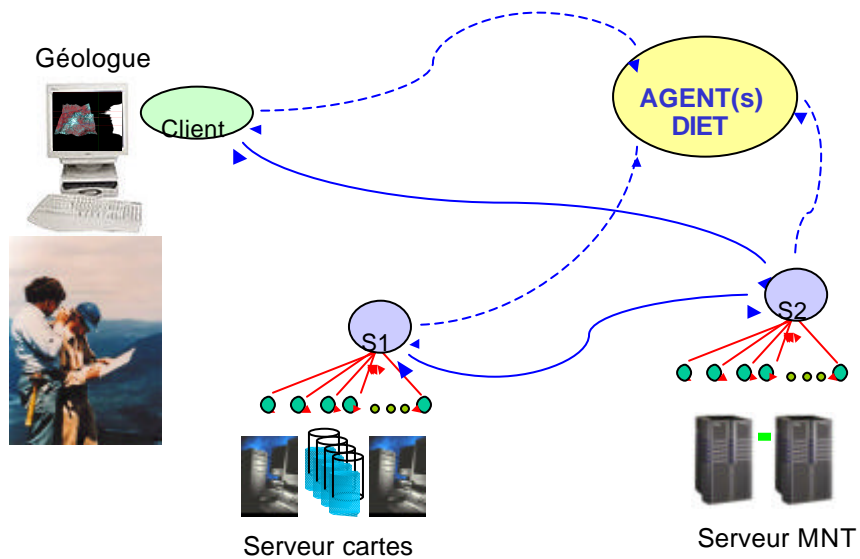 Géologue
Client
AGENT(s)
DIET
S1
S2
Serveur cartes
Serveur MNT